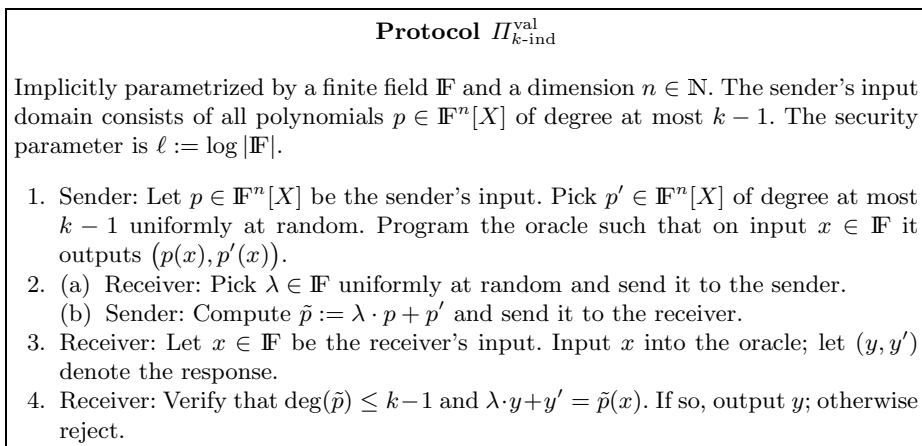 Protocol Π^val_k-ind
Implicitly parametrized by a finite field 𝔽 and a dimension n ∈ ℕ. The sender's input
domain consists of all polynomials p ∈ 𝔽ⁿ[X] of degree at most k − 1. The security
parameter is ℓ := log |𝔽|.
1. Sender: Let p ∈ 𝔽ⁿ[X] be the sender's input. Pick p′ ∈ 𝔽ⁿ[X] of degree at most
k − 1 uniformly at random. Program the oracle such that on input x ∈ 𝔽 it
outputs (p(x), p′(x)).
2. (a) Receiver: Pick λ ∈ 𝔽 uniformly at random and send it to the sender.
(b) Sender: Compute p̃ := λ · p + p′ and send it to the receiver.
3. Receiver: Let x ∈ 𝔽 be the receiver's input. Input x into the oracle; let (y, y′)
denote the response.
4. Receiver: Verify that deg(p̃) ≤ k−1 and λ·y+y′ = p̃(x). If so, output y; otherwise
reject.